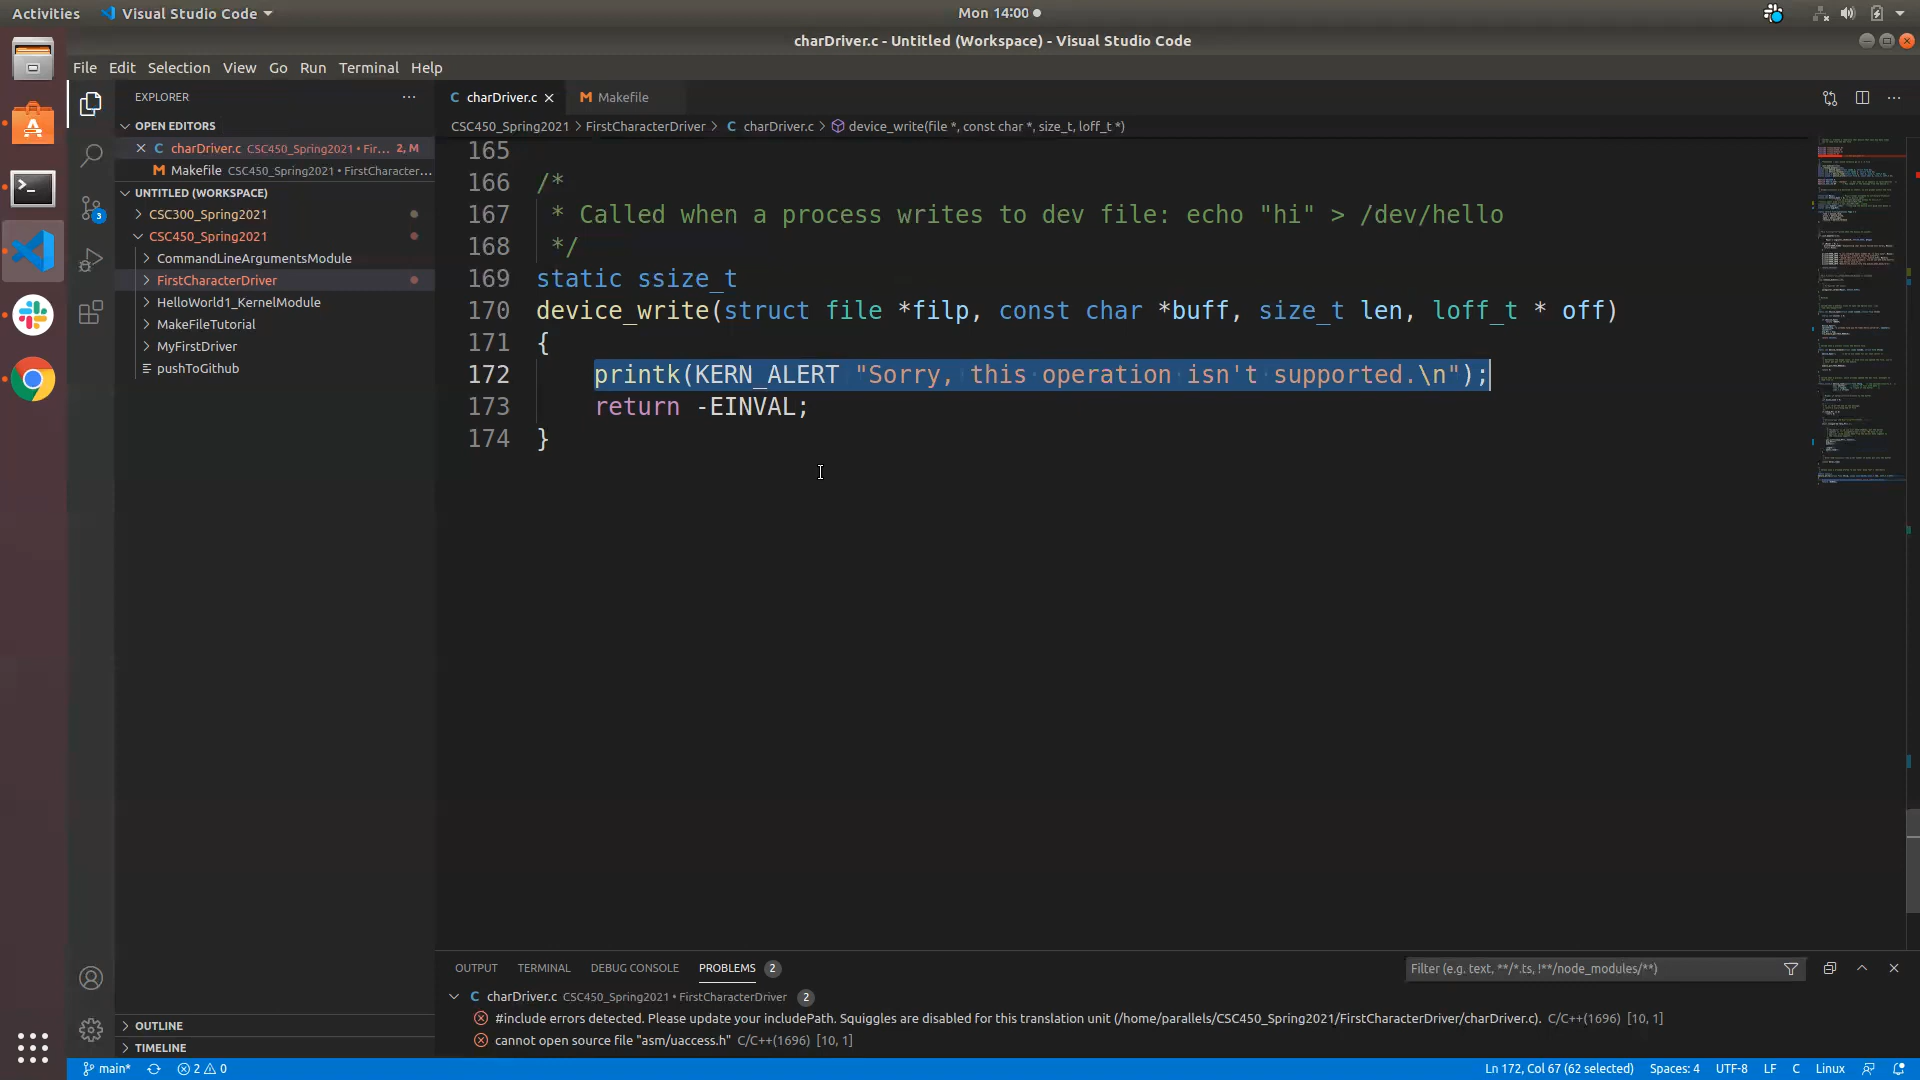 Activities Visual Studio Code Mon 14:00
charDriver.c - Untitled (Workspace) - Visual Studio Code
File Edit Selection View Go Run Terminal Help
EXPLORER
OPEN EDITORS
charDriver.c CSC450_Spring2021 • Fir... 2, M
Makefile CSC450_Spring2021 • FirstCharacter...
UNTITLED (WORKSPACE)
CSC300_Spring2021
CSC450_Spring2021
CommandLineArgumentsModule
FirstCharacterDriver
HelloWorld1_KernelModule
MakeFileTutorial
MyFirstDriver
pushToGithub
OUTLINE
TIMELINE
3
charDriver.c Makefile
CSC450_Spring2021 > FirstCharacterDriver > charDriver.c > device_write(file *, const char *, size_t, loff_t *)
165
166 /*
167 * Called when a process writes to dev file: echo "hi" > /dev/hello
168 */
169 static ssize_t
170 device_write(struct file *filp, const char *buff, size_t len, loff_t * off)
171 {
172 printk(KERN_ALERT "Sorry, this operation isn't supported.\n");
173 return -EINVAL;
174 }
OUTPUT TERMINAL DEBUG CONSOLE PROBLEMS 2 Filter (e.g. text, **/*.ts, !**/node_modules/**)
charDriver.c CSC450_Spring2021 • FirstCharacterDriver 2
#include errors detected. Please update your includePath. Squiggles are disabled for this translation unit (/home/parallels/CSC450_Spring2021/FirstCharacterDriver/charDriver.c). C/C++(1696) [10, 1]
cannot open source file "asm/uaccess.h" C/C++(1696) [10, 1]
main* 2 0 Ln 172, Col 67 (62 selected) Spaces: 4 UTF-8 LF C Linux